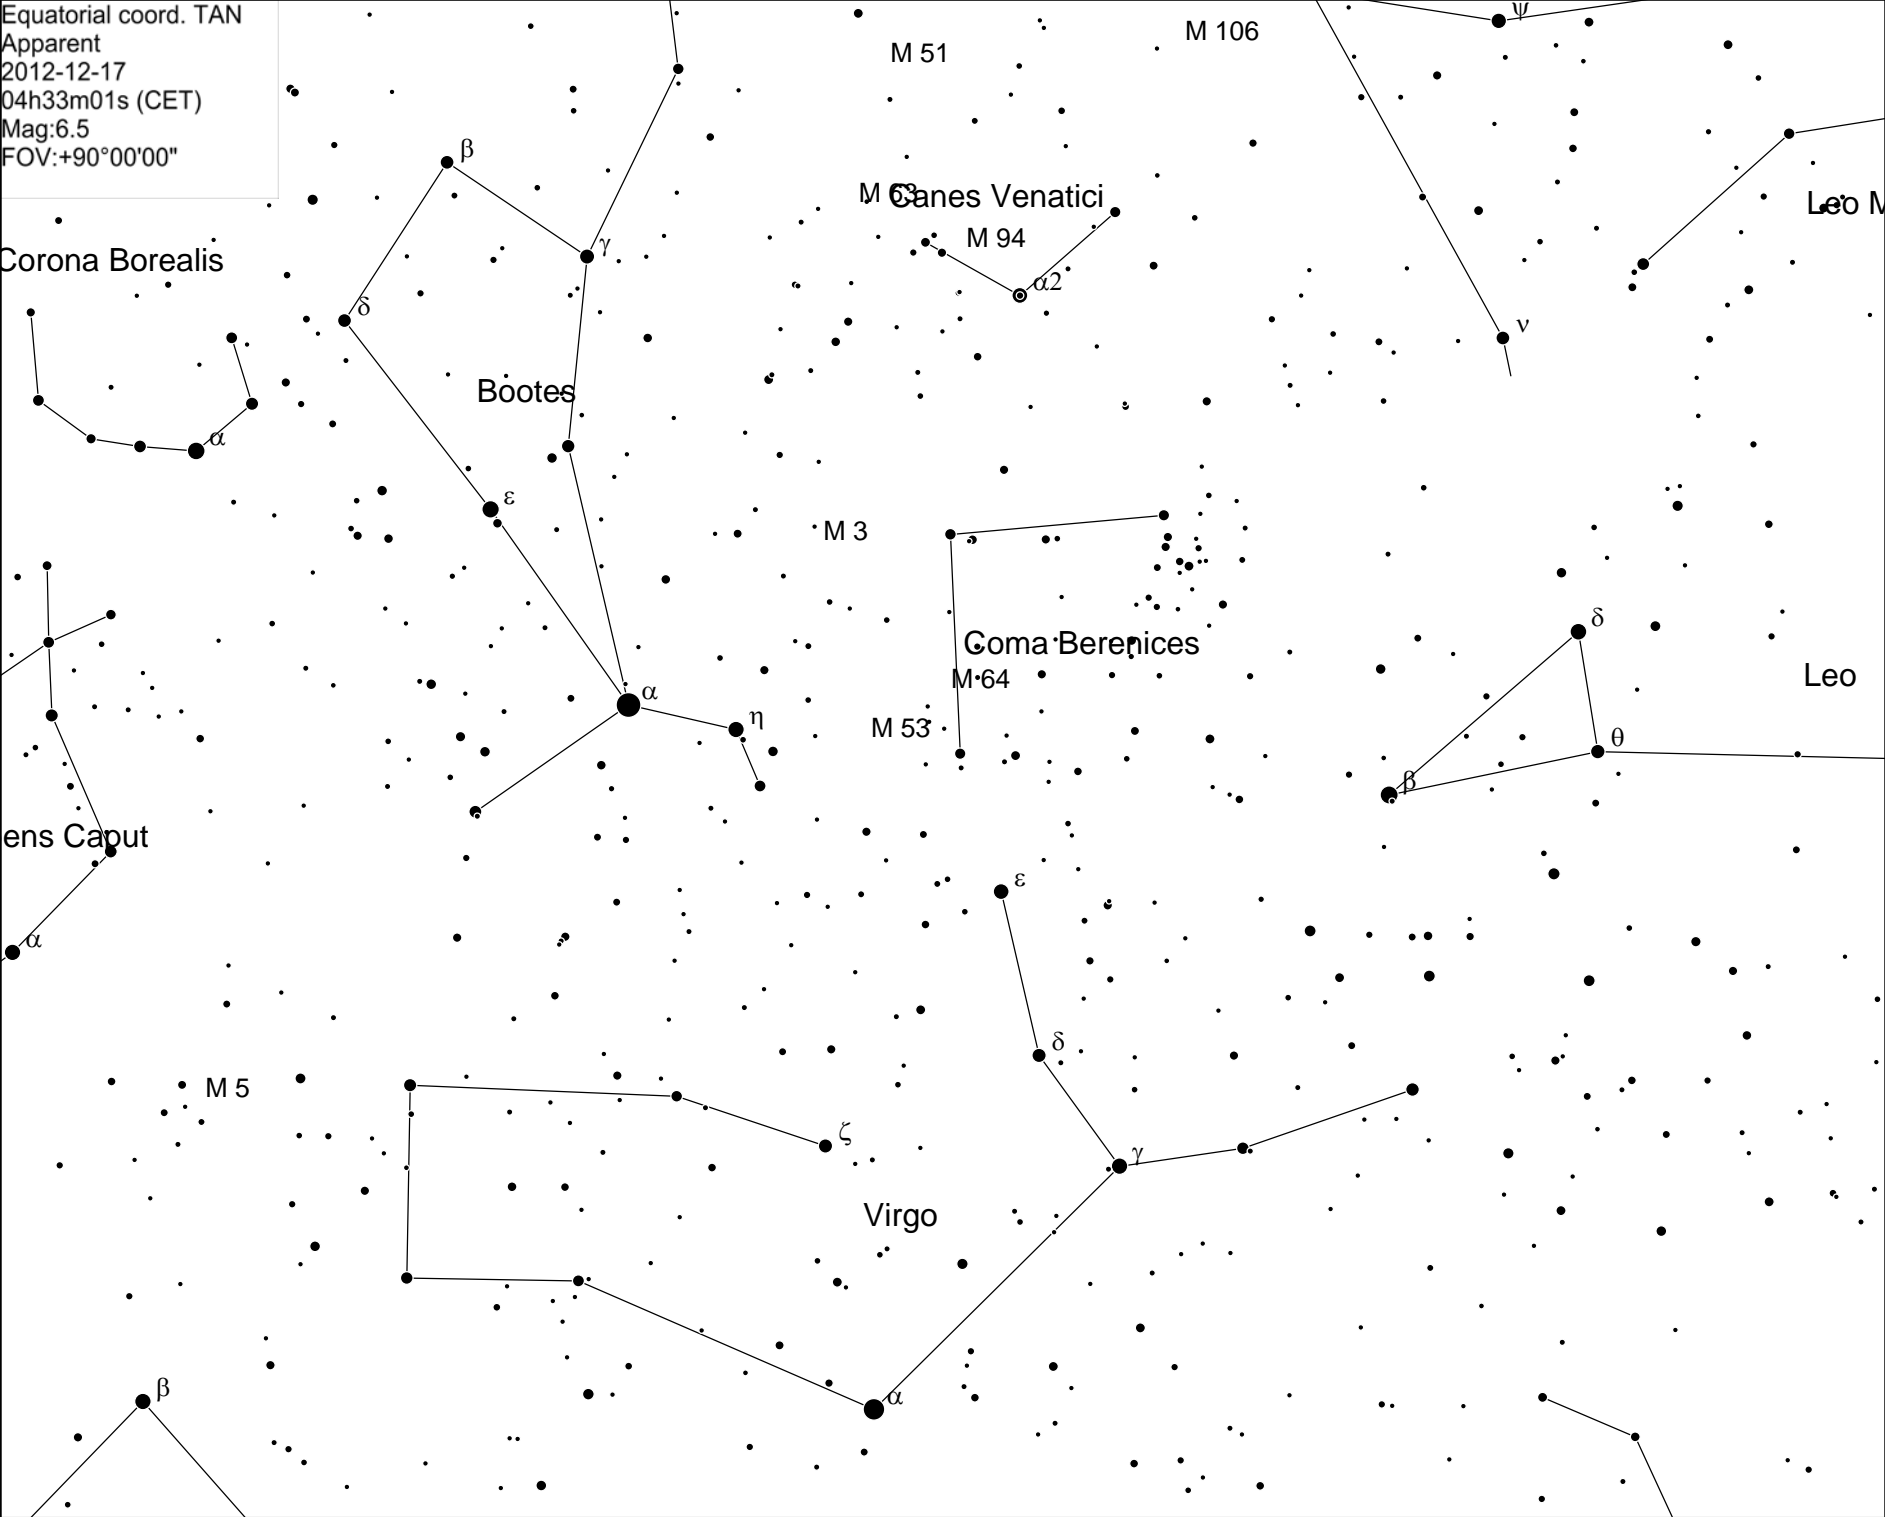 Equatorial coord. TAN
Apparent
2012-12-17
04h33m01s (CET)
Mag:6.5
FOV:+90°00'00"
ψ
M 51
M 106
β
M 63
Canes Venatici
Leo M
γ
M 94
Corona Borealis
α2
δ
ν
Bootes
α
ε
M 3
δ
Coma Berenices
M 64
Leo
α
η
M 53
θ
β
ens Caput
ε
α
δ
M 5
ζ
γ
Virgo
β
α